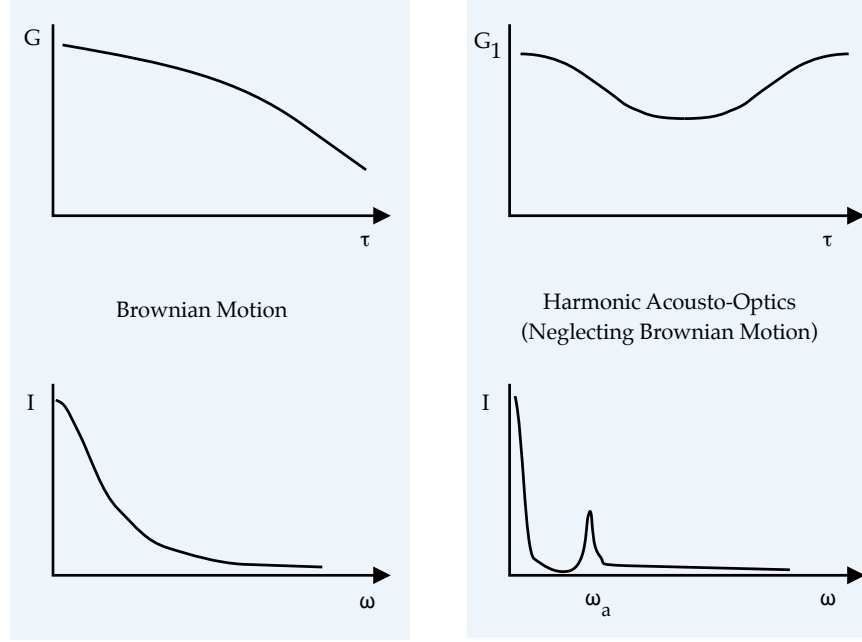 G
τ
Brownian Motion
I
ω
G1
τ
Harmonic Acousto-Optics
(Neglecting Brownian Motion)
I
ωa
ω